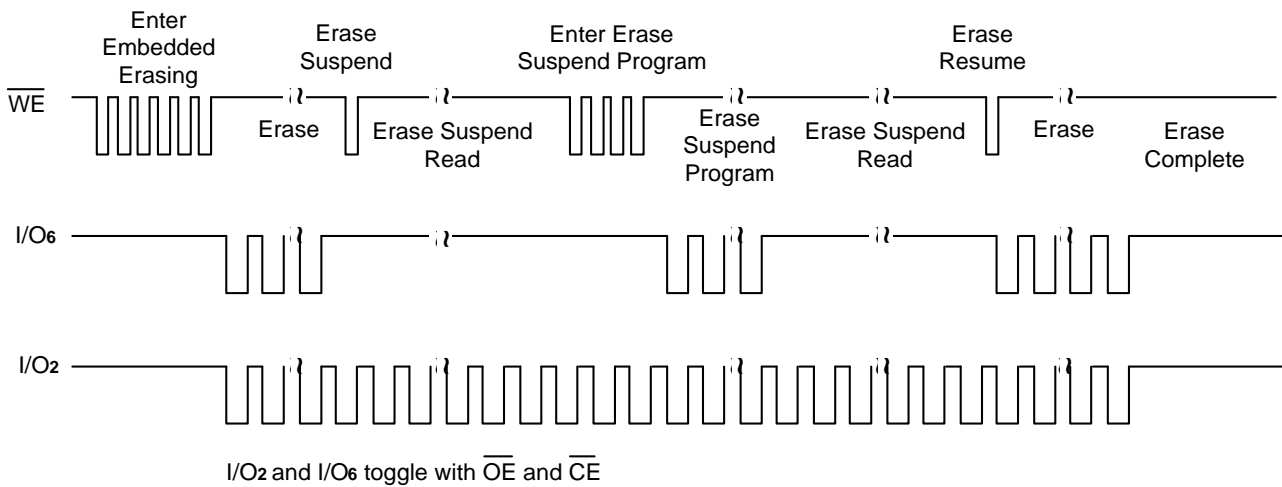 Enter
Embedded
Erasing
Erase
Suspend
Enter Erase
Suspend Program
Erase
Resume
WE
Erase
Erase Suspend
Read
Erase
Suspend
Program
Erase Suspend
Read
Erase
Erase
Complete
I/O6
I/O2
I/O2 and I/O6 toggle with OE and CE